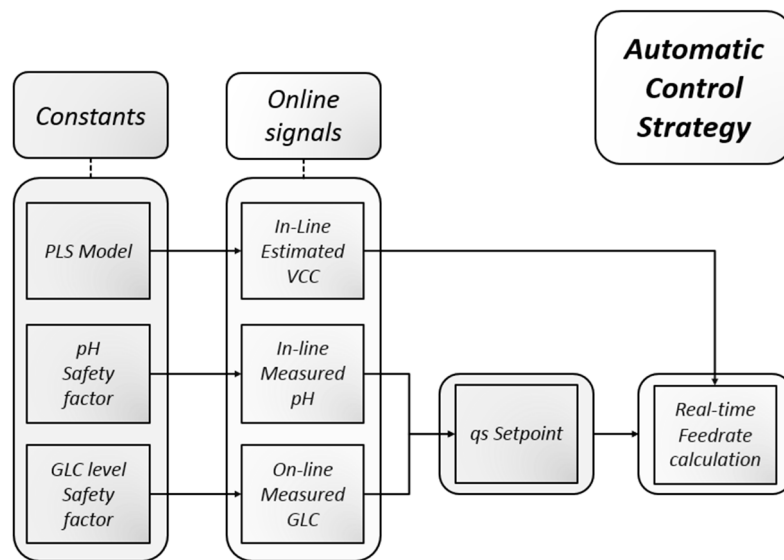 Automatic
Control
Strategy
Constants
Online
signals
PLS Model
In-Line
Estimated
VCC
pH
Safety
factor
In-line
Measured
pH
qs Setpoint
Real-time
Feedrate
calculation
GLC level
Safety
factor
On-line
Measured
GLC